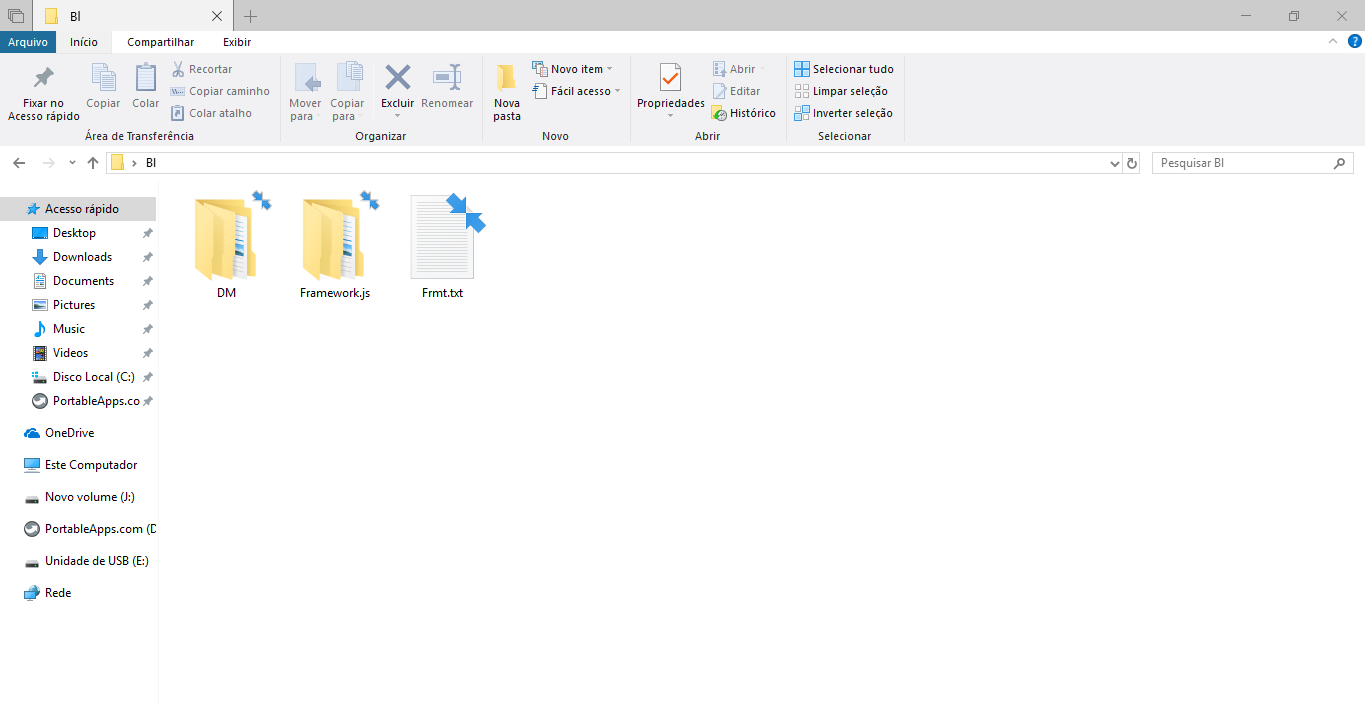 Bl
Arquivo Início Compartilhar Exibir
Fixar no
Acesso rápido
Copiar
Colar
Recortar
Copiar caminho
Colar atalho
Área de Transferência
Mover
para
Copiar
para
Excluir
Renomear
Organizar
Nova
pasta
Novo item
Fácil acesso
Novo
Propriedades
Abrir
Editar
Histórico
Abrir
Selecionar tudo
Limpar seleção
Inverter seleção
Selecionar
Bl
Pesquisar Bl
Acesso rápido
Desktop
Downloads
Documents
Pictures
Music
Videos
Disco Local (C:)
PortableApps.co
OneDrive
Este Computador
Novo volume (J:)
PortableApps.com (D
Unidade de USB (E:)
Rede
DM
Framework.js
Frmt.txt